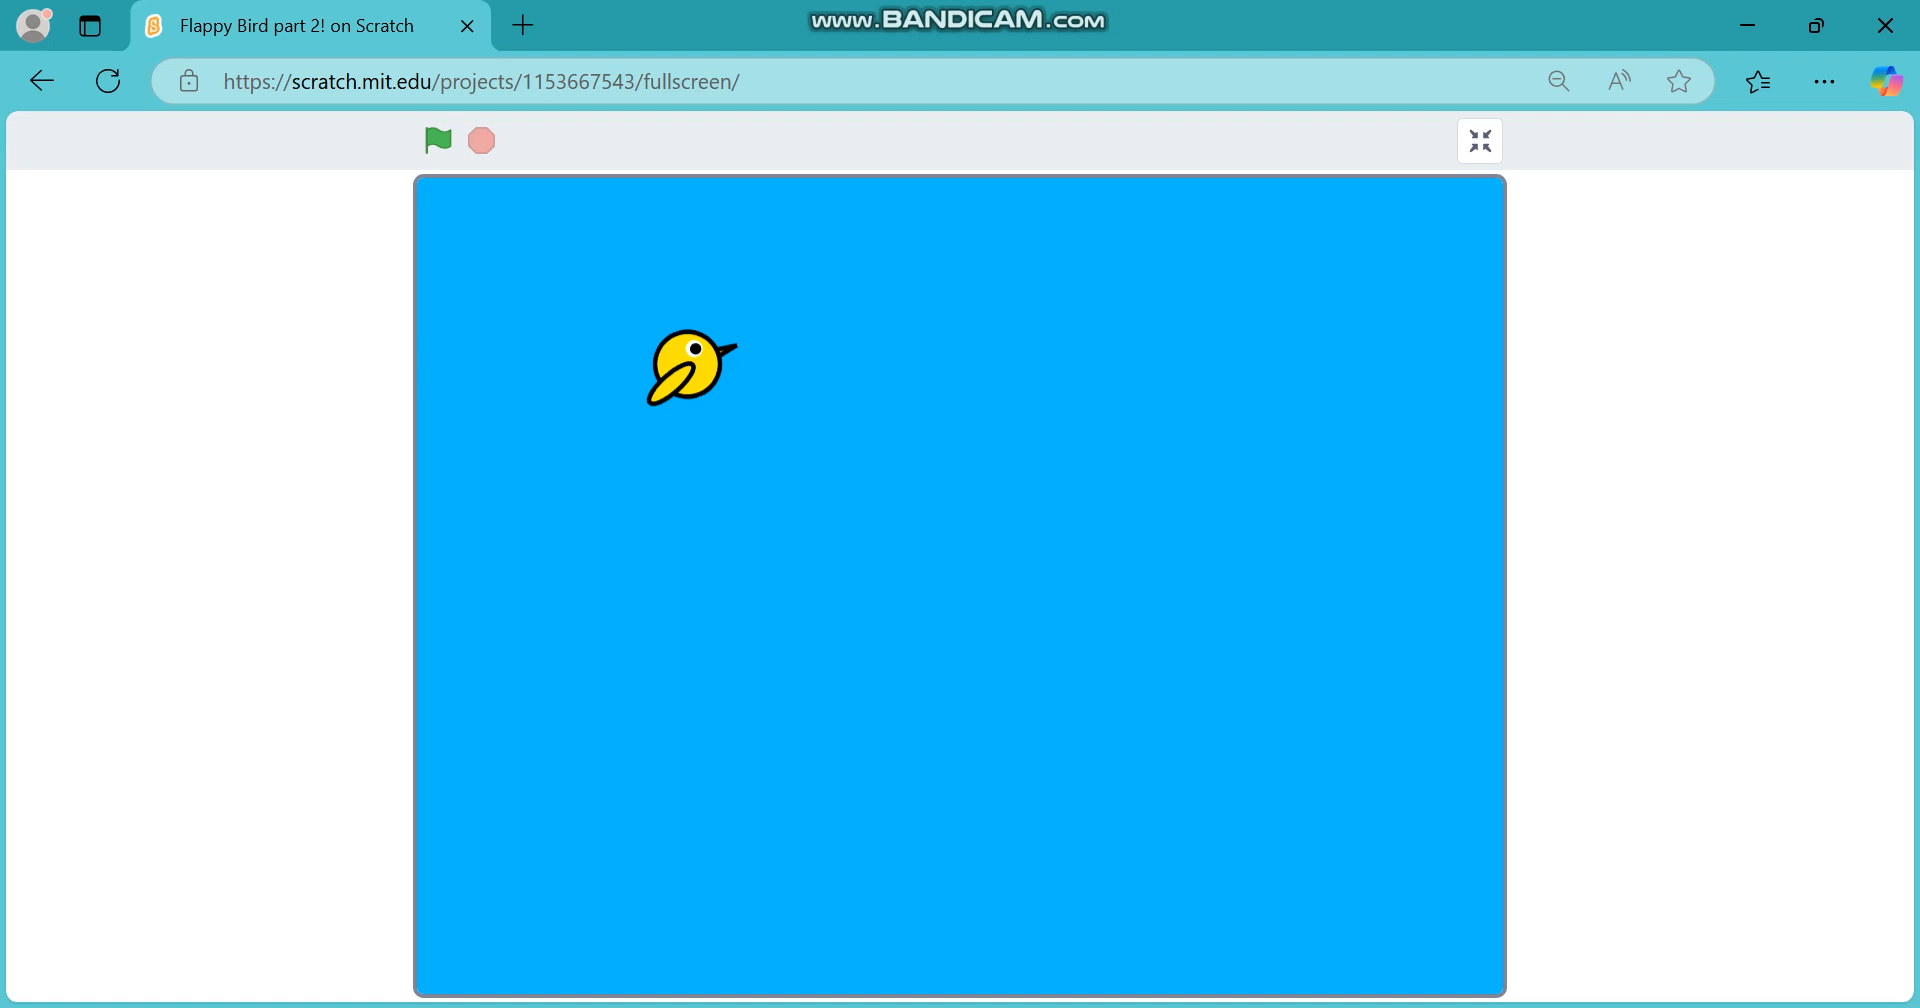 Flappy Bird part 2! on Scratch
www.BANDICAM.com
https://scratch.mit.edu/projects/1153667543/fullscreen/